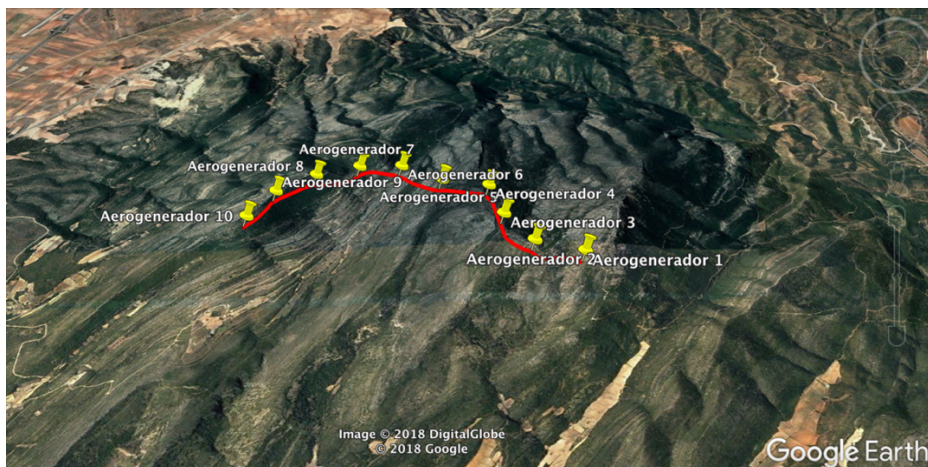 Aerogenerador 7
Aerogenerador 8
Aerogenerador 6
Aerogenerador 9
Aerogenerador 5
Aerogenerador 4
Aerogenerador 10
Aerogenerador 3
Aerogenerador 2
Aerogenerador 1
Image © 2018 DigitalGlobe
© 2018 Google
Google Earth